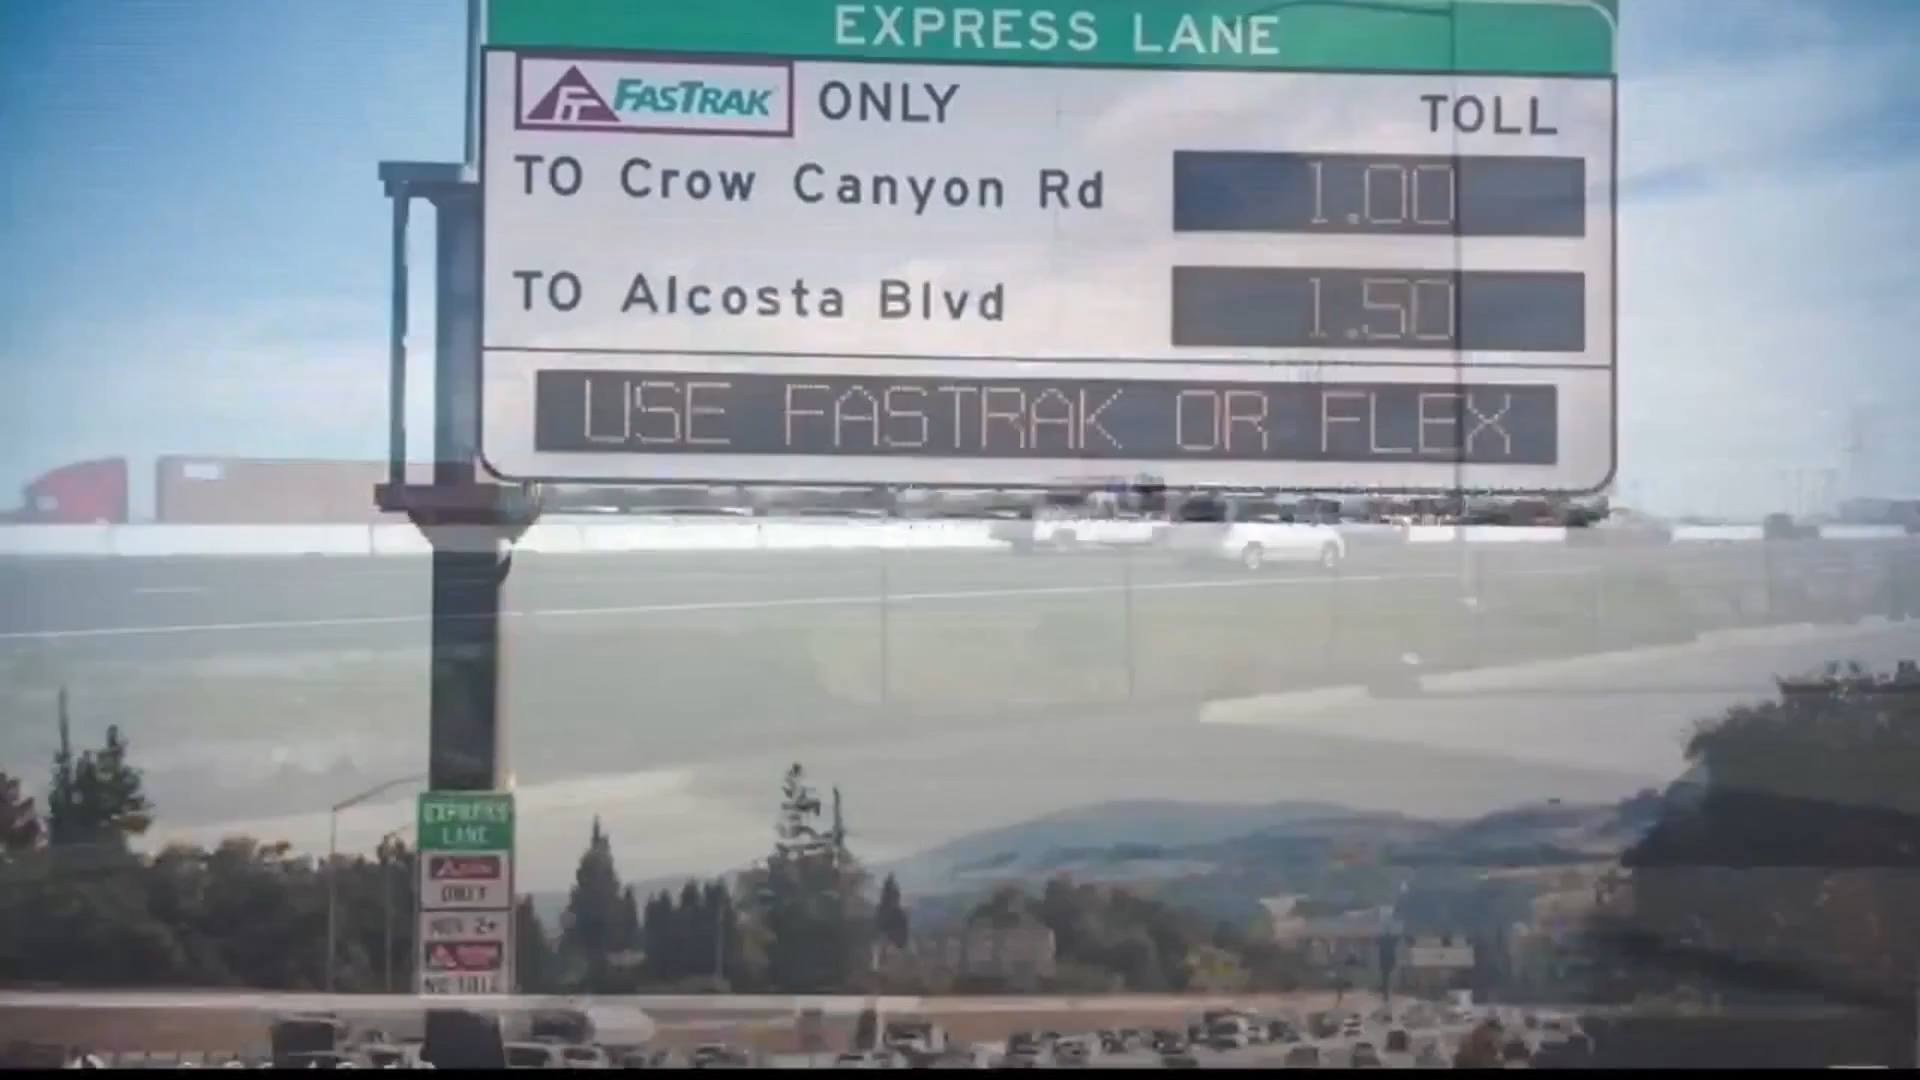 EXPRESS LANE
FASTRAK ONLY
TOLL
TO Crow Canyon Rd 1.00
TO Alcosta Blvd 1.50
USE FASTRAK OR FLEX
EXPRESS
LANE
ONLY
HOV 2+
NO TOLL